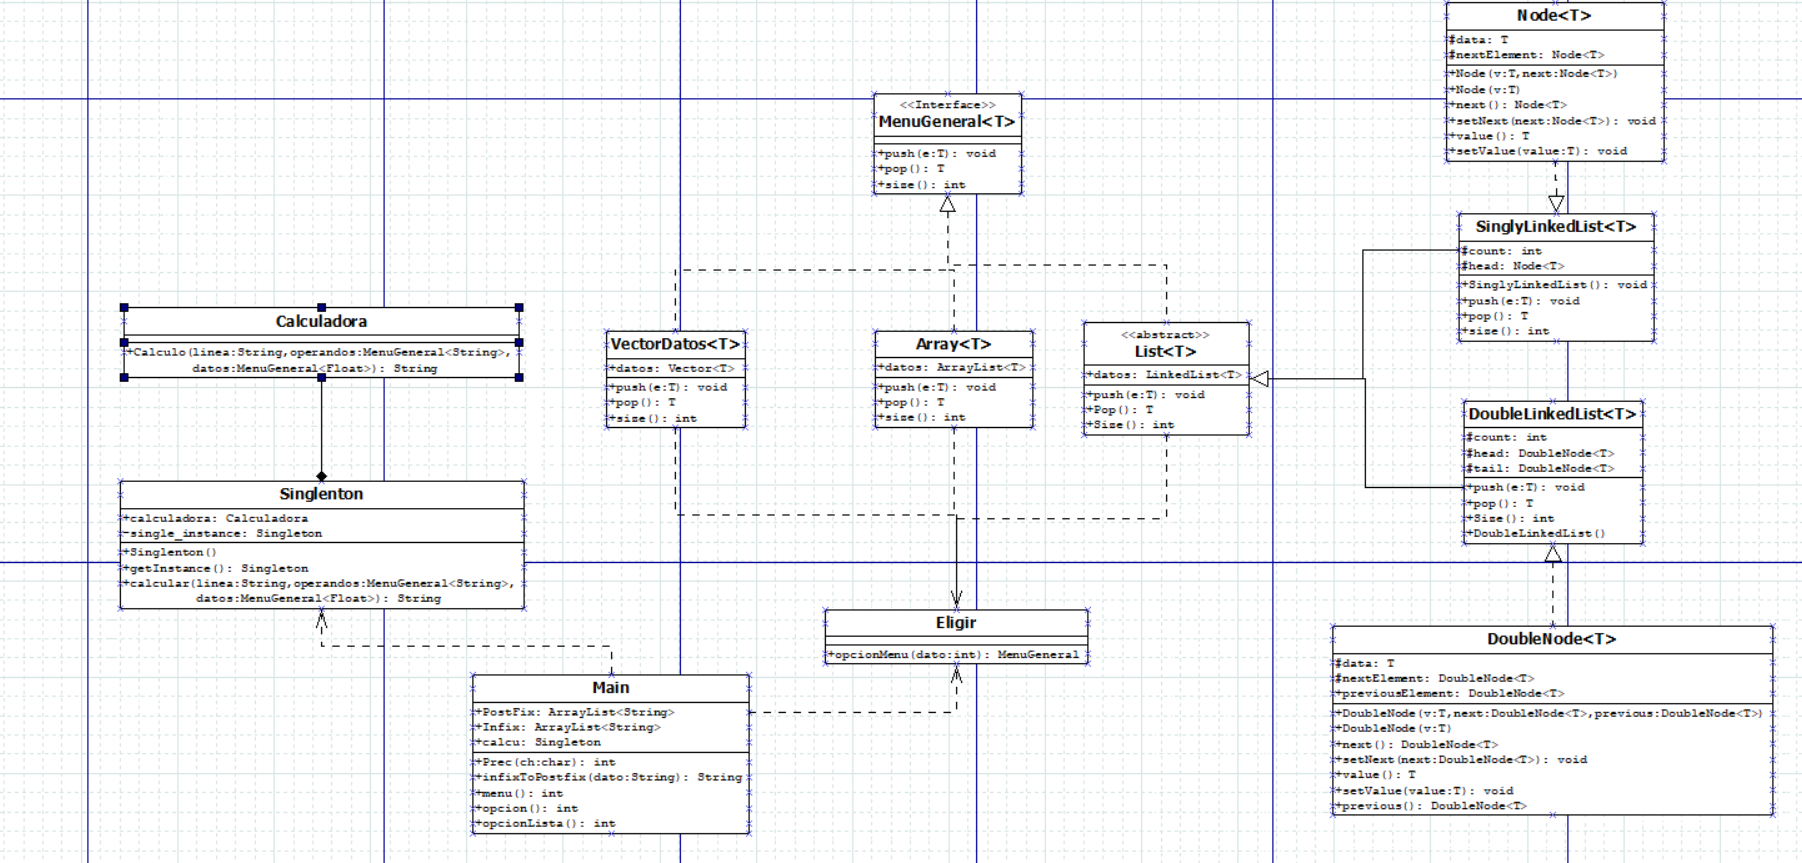 Node<T>
#data: T
#nextElement: Node<T>
+Node(v:T,next:Node<T>)
+Node(v:T)
+next(): Node<T>
+setNext(next:Node<T>): void
+value(): T
+setValue(value:T): void
<<Interface>>
MenuGeneral<T>
+push(e:T): void
+pop(): T
+size(): int
SinglyLinkedList<T>
#count: int
#head: Node<T>
+SinglyLinkedList(): void
+push(e:T): void
+pop(): T
+size(): int
Calculadora
+Calculo(linea:String,operandos:MenuGeneral<String>,
datos:MenuGeneral<Float>): String
VectorDatos<T>
+datos: Vector<T>
+push(e:T): void
+pop(): T
+size(): int
Array<T>
+datos: ArrayList<T>
+push(e:T): void
+pop(): T
+size(): int
<<abstract>>
List<T>
+datos: LinkedList<T>
+push(e:T): void
+Pop(): T
+Size(): int
DoubleLinkedList<T>
#count: int
#head: DoubleNode<T>
#tail: DoubleNode<T>
+push(e:T): void
+pop(): T
+Size(): int
+DoubleLinkedList()
Singlenton
+calculadora: Calculadora
-single_instance: Singleton
+Singlenton()
+getInstance(): Singleton
+calcular(linea:String,operandos:MenuGeneral<String>,
datos:MenuGeneral<Float>): String
Eligir
+opcionMenu(dato:int): MenuGeneral
DoubleNode<T>
#data: T
#nextElement: DoubleNode<T>
+previousElement: DoubleNode<T>
+DoubleNode(v:T,next:DoubleNode<T>,previous:DoubleNode<T>)
+DoubleNode(v:T)
+next(): DoubleNode<T>
+setNext(next:DoubleNode<T>): void
+value(): T
+setValue(value:T): void
+previous(): DoubleNode<T>
Main
+PostFix: ArrayList<String>
+Infix: ArrayList<String>
+calcu: Singleton
+Prec(ch:char): int
+infixToPostfix(dato:String): String
+menu(): int
+opcion(): int
+opcionLista(): int